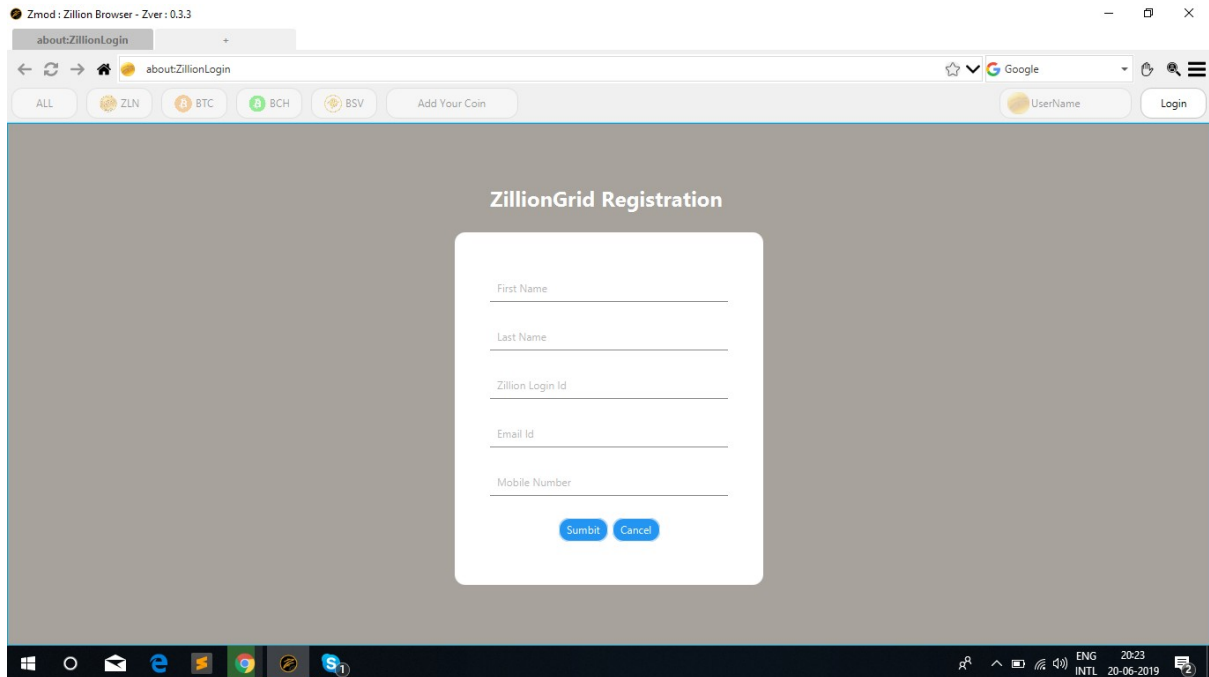 Zmod : Zillion Browser - Zver : 0.3.3
about:ZillionLogin +
about:ZillionLogin Google
ALL ZLN BTC BCH BSV Add Your Coin UserName Login
ZillionGrid Registration
First Name
Last Name
Zillion Login Id
Email Id
Mobile Number
Sumbit Cancel
ENG 20:23
INTL 20-06-2019
1
2